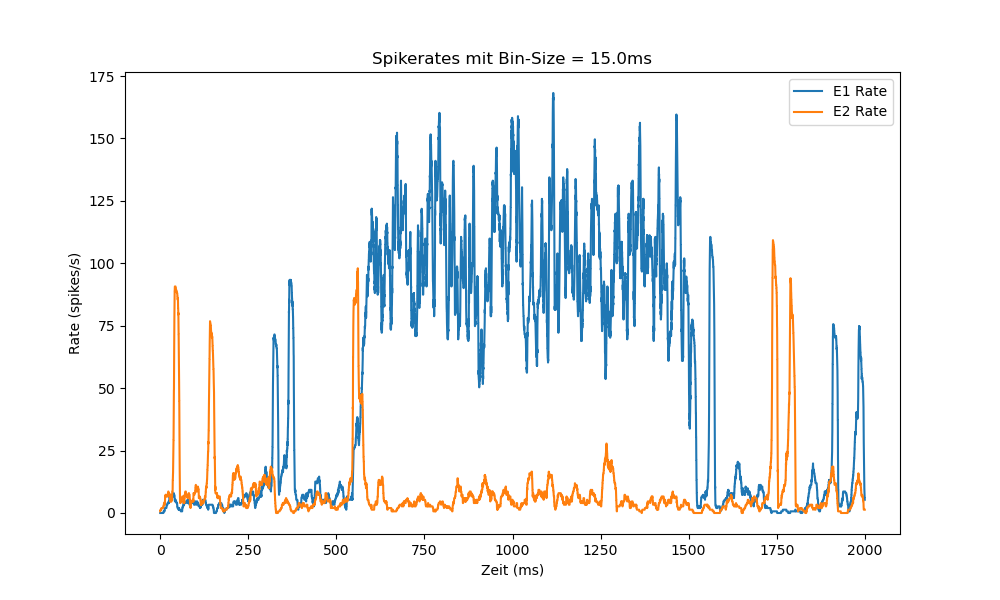 Spikerates mit Bin-Size = 15.0ms
E1 Rate
E2 Rate
Rate (spikes/s)
175
150
125
100
75
50
25
0
0 250 500 750 1000 1250 1500 1750 2000
Zeit (ms)